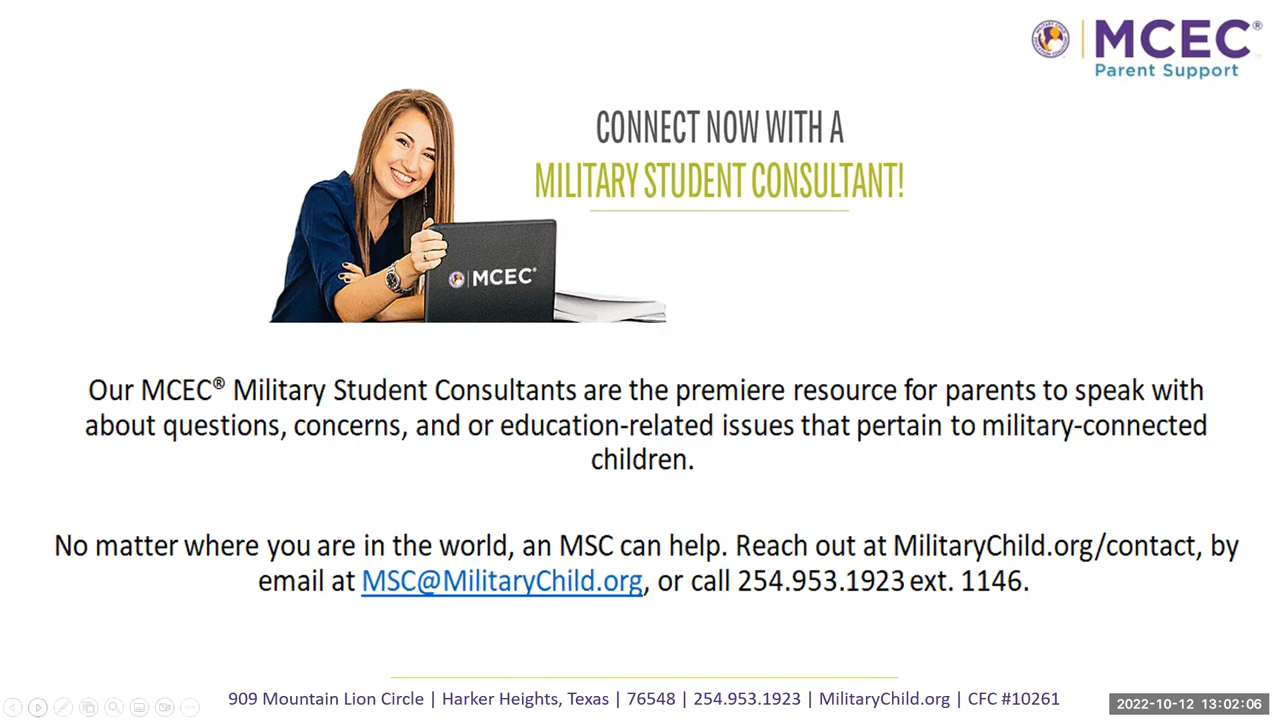 MCEC®
Parent Support
CONNECT NOW WITH A
MILITARY STUDENT CONSULTANT!
MCEC®
Our MCEC® Military Student Consultants are the premiere resource for parents to speak with
about questions, concerns, and or education-related issues that pertain to military-connected
children.
No matter where you are in the world, an MSC can help. Reach out at MilitaryChild.org/contact, by
email at MSC@MilitaryChild.org, or call 254.953.1923 ext. 1146.
909 Mountain Lion Circle | Harker Heights, Texas | 76548 | 254.953.1923 | MilitaryChild.org | CFC #10261
2022-10-12 13:02:06